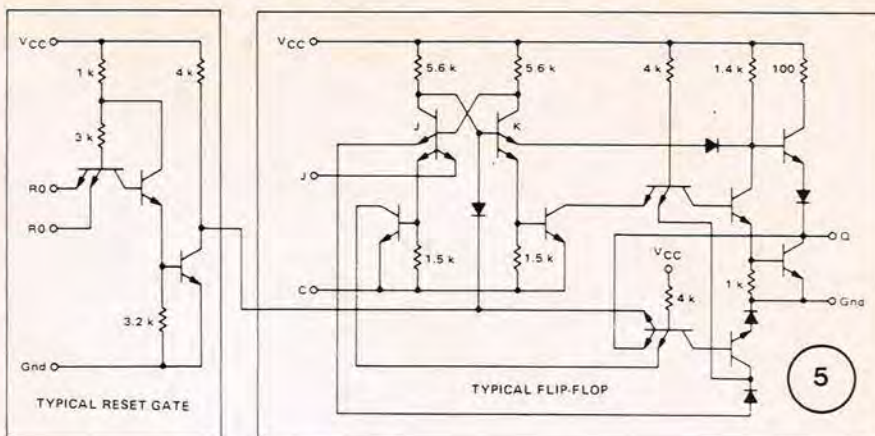 VCC
1 k
4 k
3 k
R0
R0
3.2 k
Gnd
TYPICAL RESET GATE
VCC
5.6 k
5.6 k
4 k
1.4 k
100
J
K
J
Q
1.5 k
1.5 k
VCC
C
1 k
Gnd
4 k
TYPICAL FLIP-FLOP
5